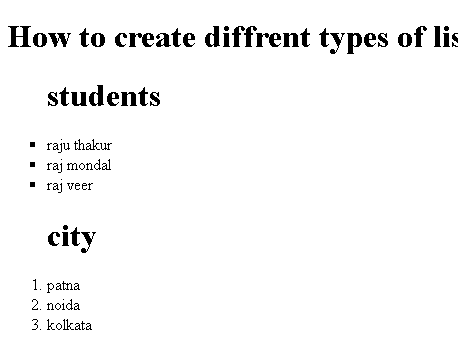 How to create diffrent types of lis
students
raju thakur
raj mondal
raj veer
city
1. patna
2. noida
3. kolkata